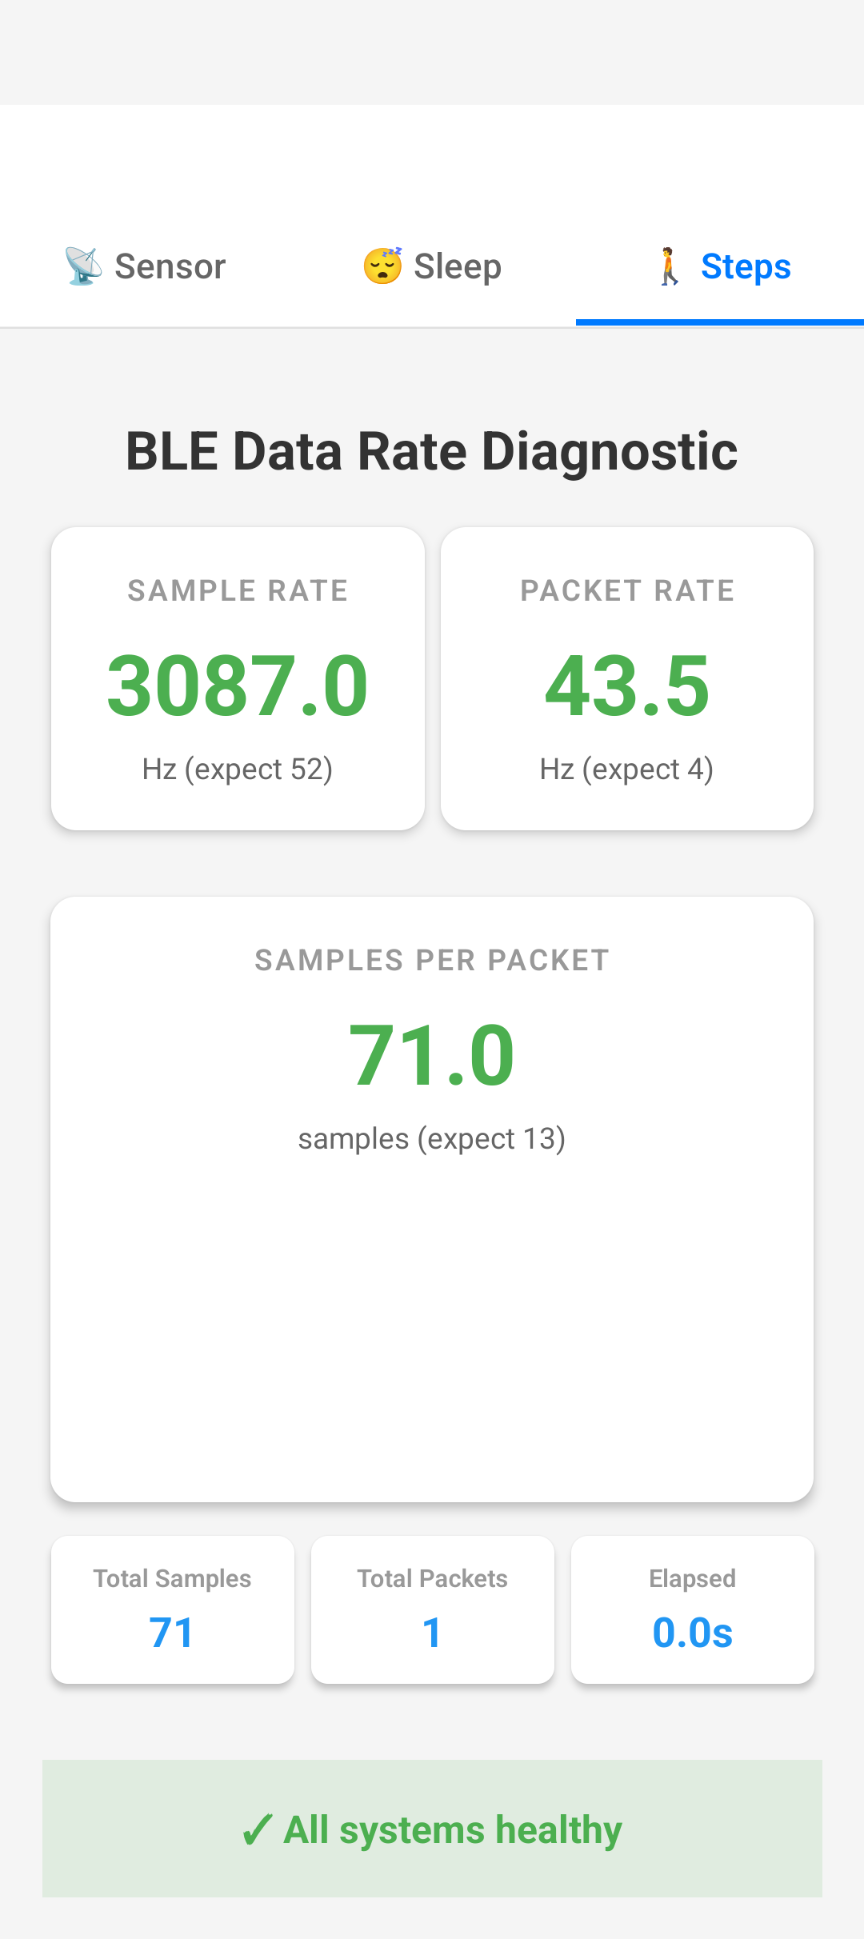 📡 Sensor
😴 Sleep
🚶 Steps
BLE Data Rate Diagnostic
SAMPLE RATE
3087.0
Hz (expect 52)
PACKET RATE
43.5
Hz (expect 4)
SAMPLES PER PACKET
71.0
samples (expect 13)
Total Samples
71
Total Packets
1
Elapsed
0.0s
✓ All systems healthy